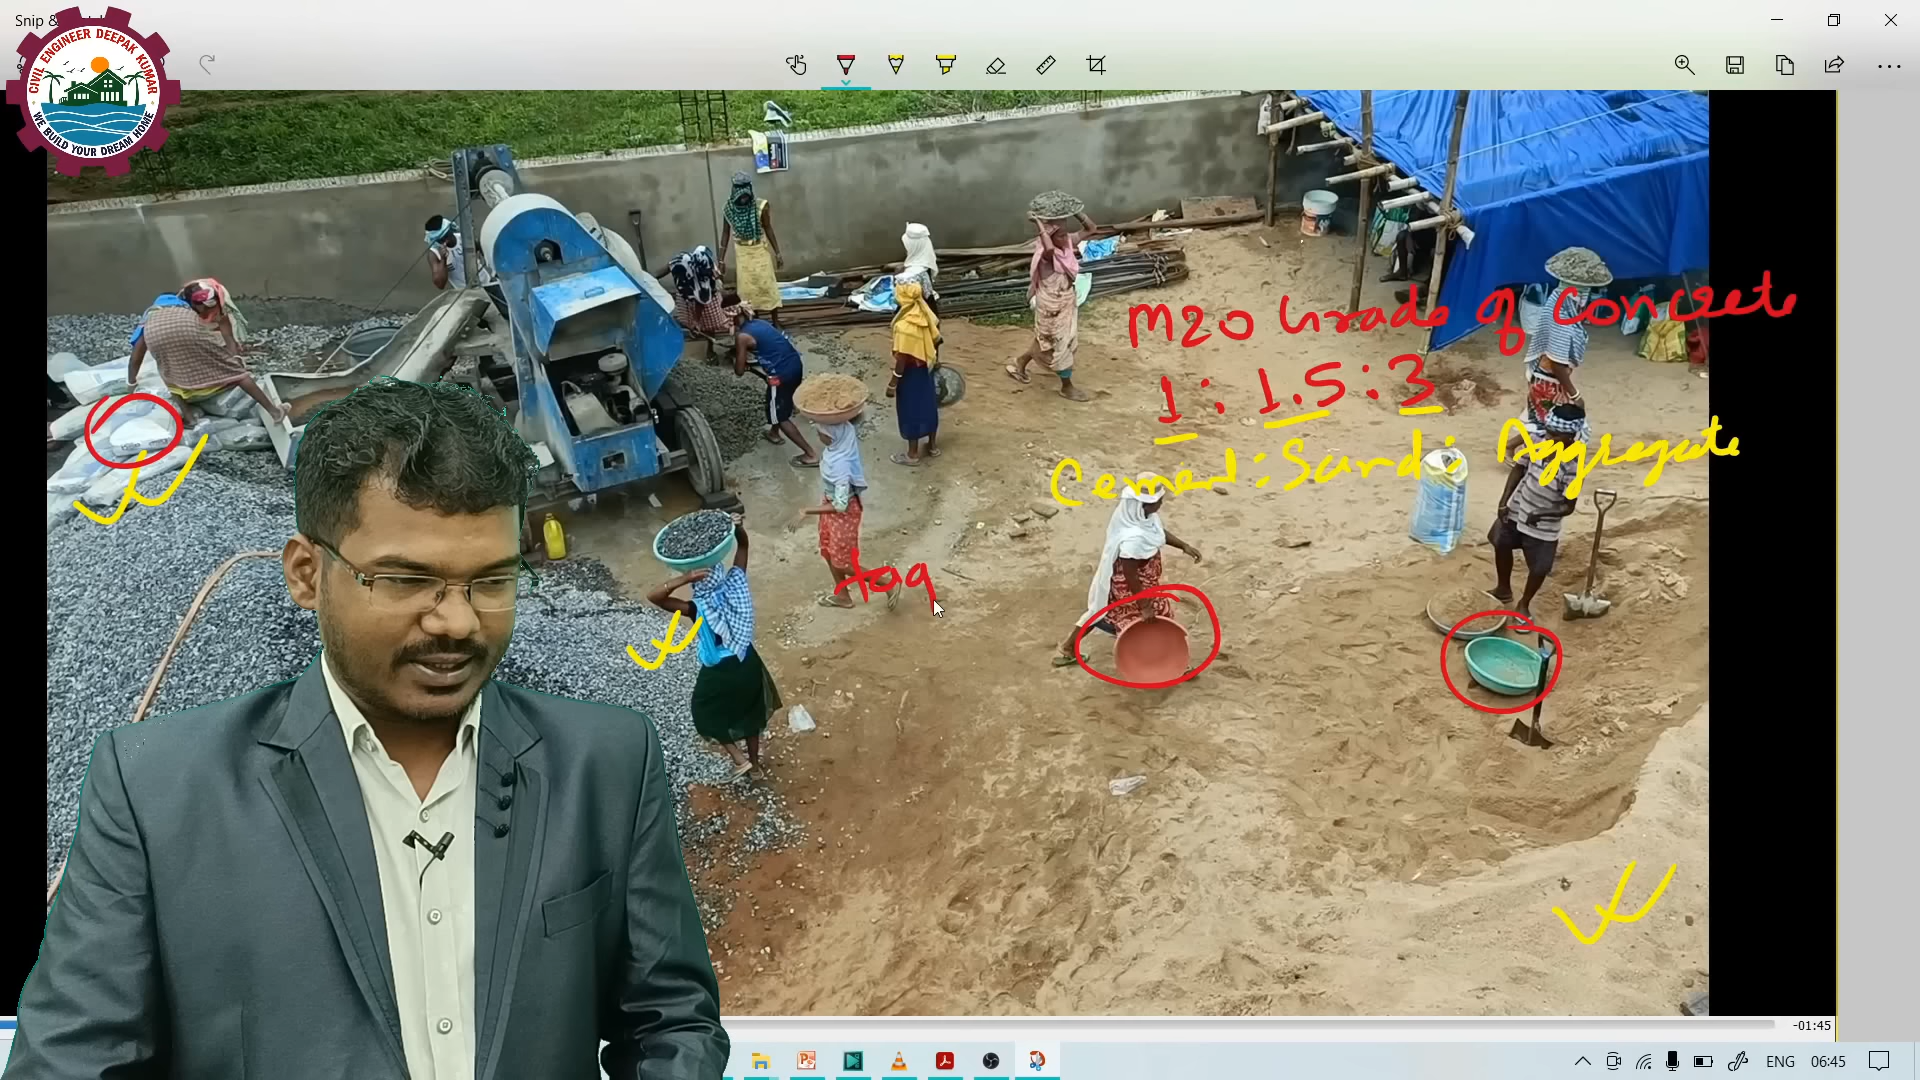 Snip &
CIVIL ENGINEER DEEPAK KUMAR
WE BUILD YOUR DREAM HOME
M20 Grade of Concrete
1 : 1.5 : 3
Cement : Sand : Aggregate
taq
-01:45
ENG
06:45